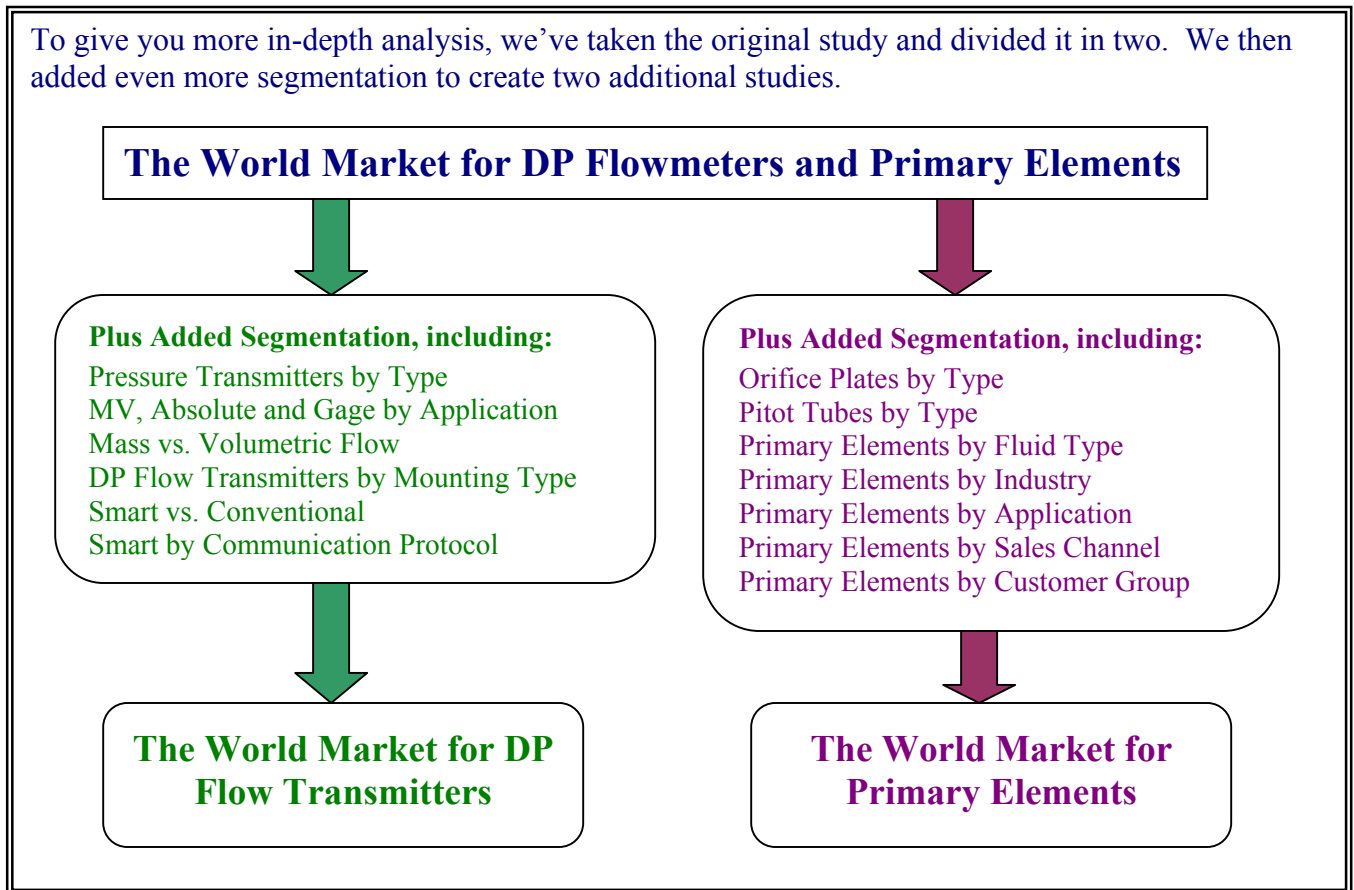 To give you more in-depth analysis, we’ve taken the original study and divided it in two.  We then
added even more segmentation to create two additional studies.
The World Market for DP Flowmeters and Primary Elements
Plus Added Segmentation, including:
Pressure Transmitters by Type
MV, Absolute and Gage by Application
Mass vs. Volumetric Flow
DP Flow Transmitters by Mounting Type
Smart vs. Conventional
Smart by Communication Protocol
Plus Added Segmentation, including:
Orifice Plates by Type
Pitot Tubes by Type
Primary Elements by Fluid Type
Primary Elements by Industry
Primary Elements by Application
Primary Elements by Sales Channel
Primary Elements by Customer Group
The World Market for DP
Flow Transmitters
The World Market for
Primary Elements